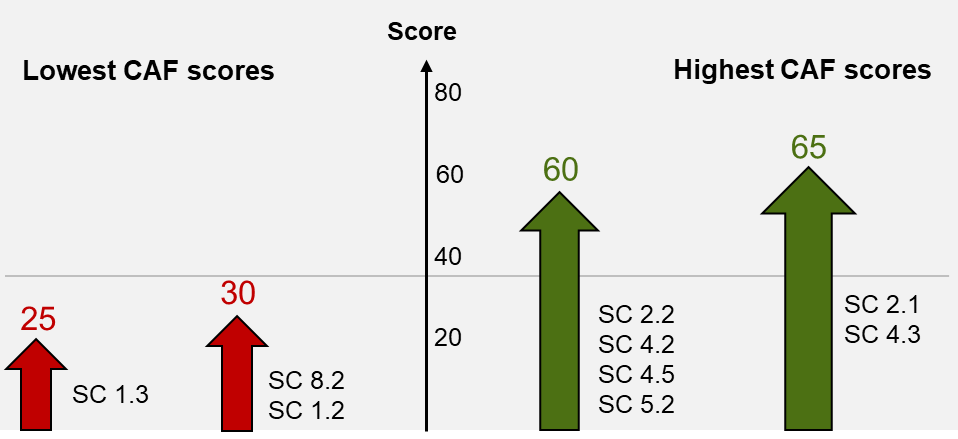 Score
Lowest CAF scores
Highest CAF scores
80
60
40
20
25
SC 1.3
30
SC 8.2
SC 1.2
60
SC 2.2
SC 4.2
SC 4.5
SC 5.2
65
SC 2.1
SC 4.3